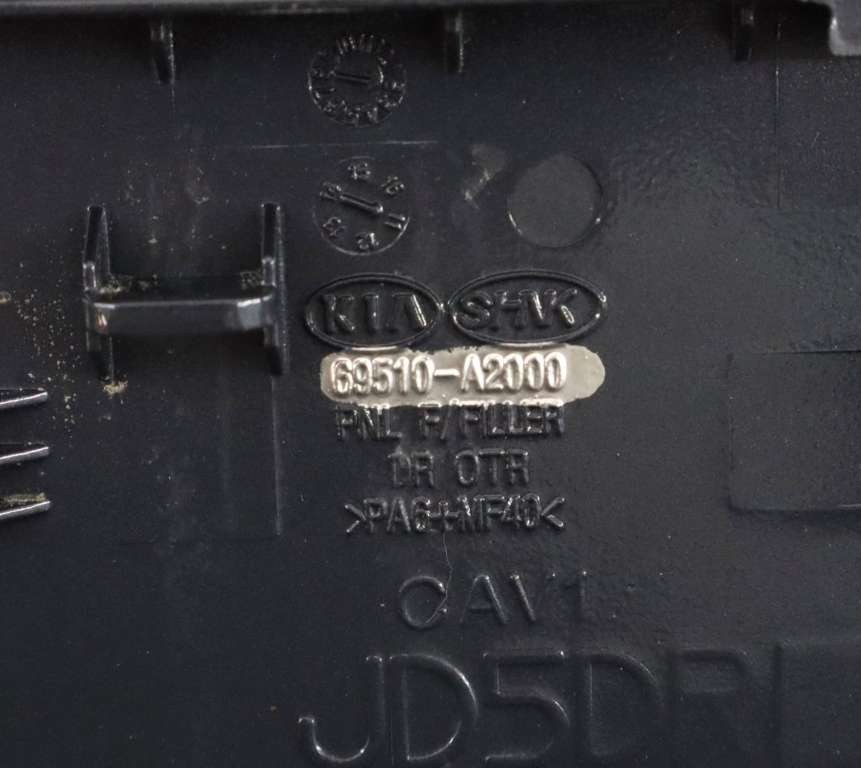 KIA SHVK
69510-A2000
PNL F/FILLER
DR OTR
>PA6+MF40<
CAV1
JD5DR